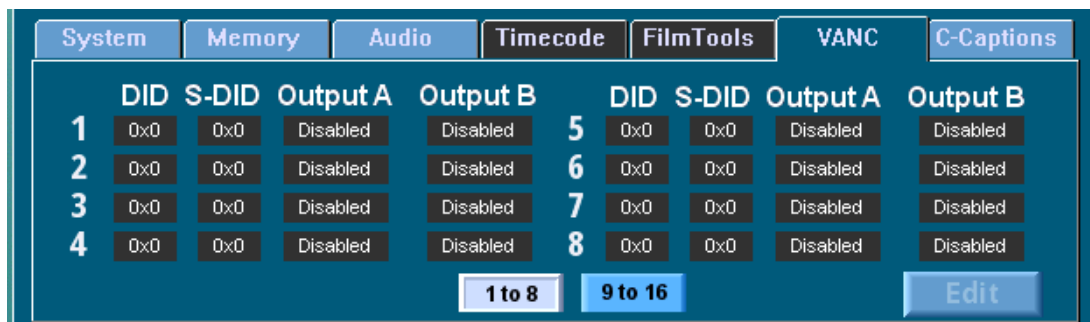 System Memory Audio Timecode FilmTools VANC C-Captions
DID S-DID Output A Output B DID S-DID Output A Output B
1 0x0 0x0 Disabled Disabled 5 0x0 0x0 Disabled Disabled
2 0x0 0x0 Disabled Disabled 6 0x0 0x0 Disabled Disabled
3 0x0 0x0 Disabled Disabled 7 0x0 0x0 Disabled Disabled
4 0x0 0x0 Disabled Disabled 8 0x0 0x0 Disabled Disabled
1 to 8 9 to 16 Edit